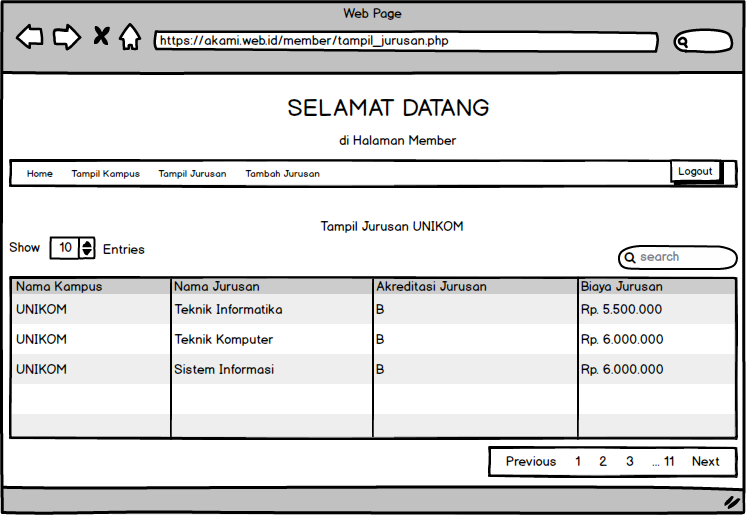 Web Page
https://akami.web.id/member/tampil_jurusan.php
SELAMAT DATANG
di Halaman Member
Home Tampil Kampus Tampil Jurusan Tambah Jurusan Logout
Tampil Jurusan UNIKOM
Show 10 Entries search
Nama Kampus Nama Jurusan Akreditasi Jurusan Biaya Jurusan
UNIKOM Teknik Informatika B Rp. 5.500.000
UNIKOM Teknik Komputer B Rp. 6.000.000
UNIKOM Sistem Informasi B Rp. 6.000.000
Previous 1 2 3 ... 11 Next